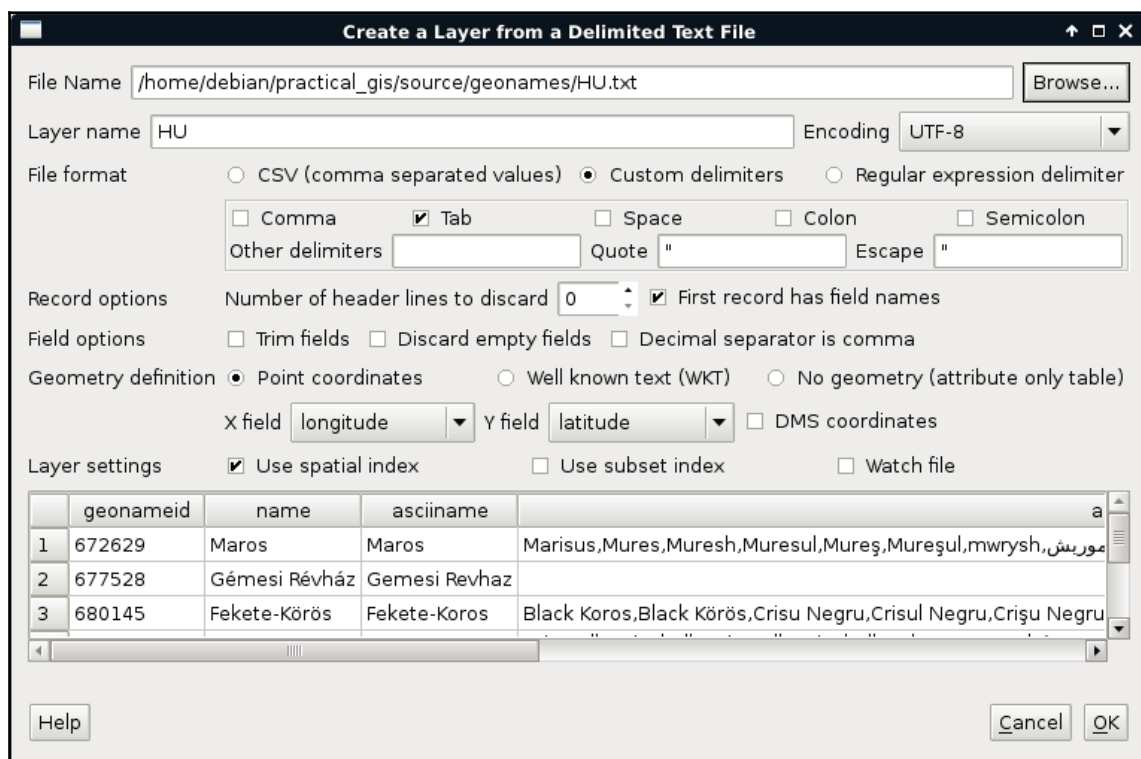 Create a Layer from a Delimited Text File
File Name /home/debian/practical_gis/source/geonames/HU.txt Browse...
Layer name HU Encoding UTF-8
File format CSV (comma separated values) Custom delimiters Regular expression delimiter
Comma Tab Space Colon Semicolon
Other delimiters Quote " Escape "
Record options Number of header lines to discard 0 First record has field names
Field options Trim fields Discard empty fields Decimal separator is comma
Geometry definition Point coordinates Well known text (WKT) No geometry (attribute only table)
X field longitude Y field latitude DMS coordinates
Layer settings Use spatial index Use subset index Watch file
geonameid name asciiname a
1 672629 Maros Maros Marisus,Mures,Muresh,Muresul,Mureş,Mureşul,mwrysh,موريش
2 677528 Gémesi Révház Gemesi Revhaz
3 680145 Fekete-Körös Fekete-Koros Black Koros,Black Körös,Crisu Negru,Crisul Negru,Crişu Negru
Help Cancel OK